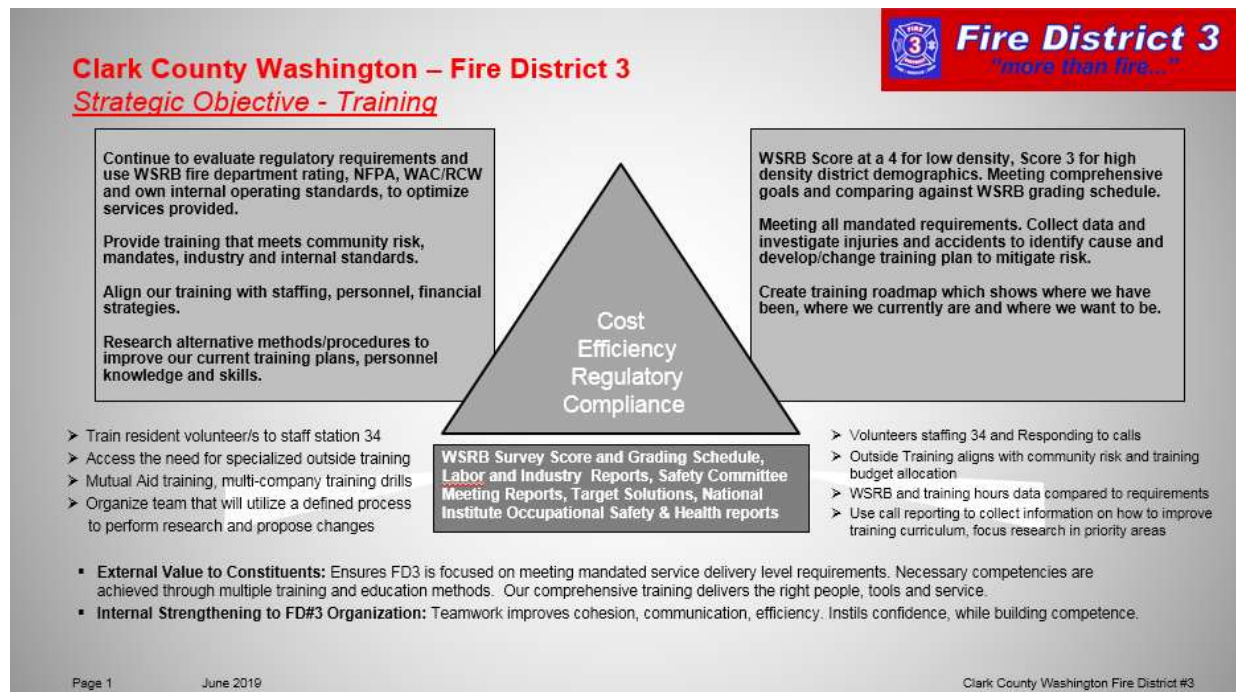 Fire District 3
"more than fire..."
FIRE
3
Clark County Washington – Fire District 3
Strategic Objective - Training
Continue to evaluate regulatory requirements and
use WSRB fire department rating, NFPA, WAC/RCW
and own internal operating standards, to optimize
services provided.
Provide training that meets community risk,
mandates, industry and internal standards.
Align our training with staffing, personnel, financial
strategies.
Research alternative methods/procedures to
improve our current training plans, personnel
knowledge and skills.
Cost
Efficiency
Regulatory
Compliance
WSRB Score at a 4 for low density, Score 3 for high
density district demographics. Meeting comprehensive
goals and comparing against WSRB grading schedule.
Meeting all mandated requirements. Collect data and
investigate injuries and accidents to identify cause and
develop/change training plan to mitigate risk.
Create training roadmap which shows where we have
been, where we currently are and where we want to be.
➢ Train resident volunteer/s to staff station 34
➢ Access the need for specialized outside training
➢ Mutual Aid training, multi-company training drills
➢ Organize team that will utilize a defined process
to perform research and propose changes
WSRB Survey Score and Grading Schedule,
Labor and Industry Reports, Safety Committee
Meeting Reports, Target Solutions, National
Institute Occupational Safety & Health reports
➢ Volunteers staffing 34 and Responding to calls
➢ Outside Training aligns with community risk and training
budget allocation
➢ WSRB and training hours data compared to requirements
➢ Use call reporting to collect information on how to improve
training curriculum, focus research in priority areas
▪ External Value to Constituents: Ensures FD3 is focused on meeting mandated service delivery level requirements. Necessary competencies are
achieved through multiple training and education methods. Our comprehensive training delivers the right people, tools and service.
▪ Internal Strengthening to FD#3 Organization: Teamwork improves cohesion, communication, efficiency. Instils confidence, while building competence.
Page 1 June 2019 Clark County Washington Fire District #3